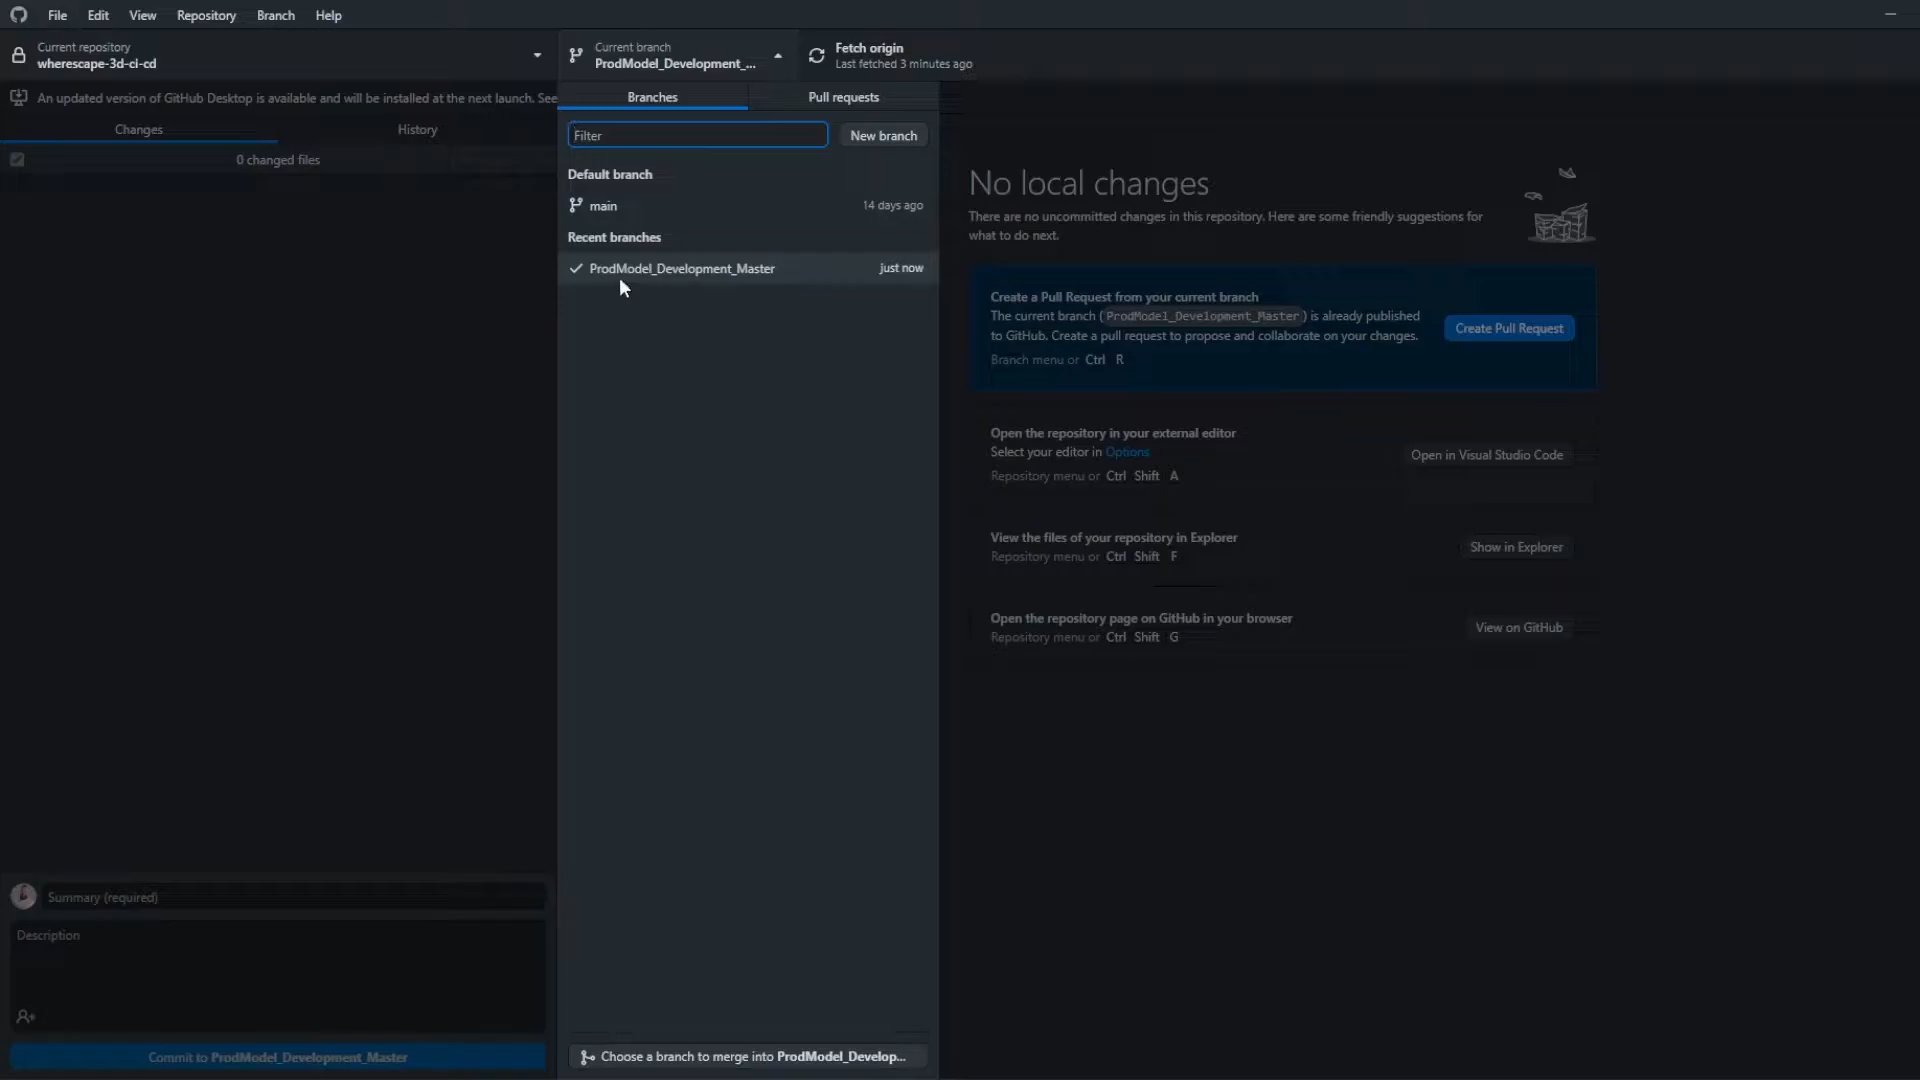 File Edit View Repository Branch Help
Current repository
wherescape-3d-ci-cd
Current branch
ProdModel_Development_...
Fetch origin
Last fetched 3 minutes ago
An updated version of GitHub Desktop is available and will be installed at the next launch. See
Changes History
0 changed files
Branches Pull requests
Filter
New branch
Default branch
main 14 days ago
Recent branches
ProdModel_Development_Master just now
Choose a branch to merge into ProdModel_Develop...
No local changes
There are no uncommitted changes in this repository. Here are some friendly suggestions for
what to do next.
Create a Pull Request from your current branch
The current branch ( ProdModel_Development_Master ) is already published
to GitHub. Create a pull request to propose and collaborate on your changes.
Branch menu or Ctrl R
Create Pull Request
Open the repository in your external editor
Select your editor in Options
Repository menu or Ctrl Shift A
Open in Visual Studio Code
View the files of your repository in Explorer
Repository menu or Ctrl Shift F
Show in Explorer
Open the repository page on GitHub in your browser
Repository menu or Ctrl Shift G
View on GitHub
Summary (required)
Description
Commit to ProdModel_Development_Master